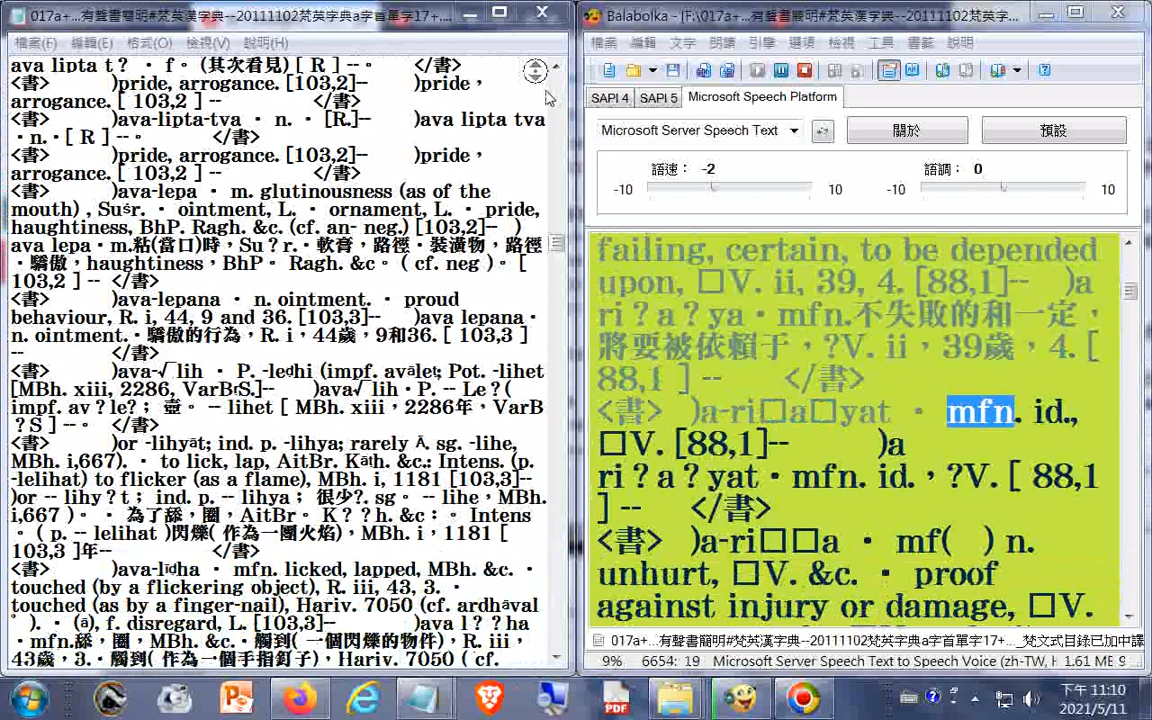 017a+...有聲書簡明#梵英漢字典--20111102梵英字典a字首單字17+...
檔案(F) 編輯(E) 格式(O) 檢視(V) 說明(H)
ava lipta t ? ‧ f。 (其次看見) [ R ] --。 </書>
<書> )pride, arrogance. [103,2]-- )pride，
arrogance. [ 103,2 ] -- </書>
<書> )ava-lipta-tva ‧ n. ‧ [R.]-- )ava lipta tva
‧n.‧[ R ] --。 </書>
<書> )pride, arrogance. [103,2]-- )pride，
arrogance. [ 103,2 ] -- </書>
<書> )ava-lepa ‧ m. glutinousness (as of the
mouth) , Suśr. ‧ ointment, L. ‧ ornament, L. ‧ pride,
haughtiness, BhP. Ragh. &c. (cf. an- neg.) [103,2]-- )
ava lepa‧m.粘(當口)時，Su？r.‧軟膏，路徑‧裝潢物，路徑
‧驕傲，haughtiness，BhP。 Ragh. &c。 ( cf. neg )。[
103,2 ] -- </書>
<書> )ava-lepana ‧ n. ointment. ‧ proud
behaviour, R. i, 44, 9 and 36. [103,3]-- )ava lepana‧
n. ointment.‧驕傲的行為，R. i，44歲，9和36. [ 103,3 ]
-- </書>
<書> )ava-√ lih ‧ P. -leḍhi (impf. avāleṭ; Pot. -lihet
[MBh. xiii, 2286, VarBṛS.]-- )ava√ lih‧P. -- Le？(
impf. av？le?； 壺。 -- lihet [ MBh. xiii，2286年，VarB
？S ] -- </書>
<書> )or -lihyāt; ind. p. -lihya; rarely Ā. sg. -lihe,
MBh. i,667). ‧ to lick, lap, AitBr. Kāṭh. &c.: Intens. (p.
-lelihat) to flicker (as a flame), MBh. i, 1181 [103,3]--
)or -- lihy？t； ind. p. -- lihya； 很少?. sg。 -- lihe，MBh.
i,667 )。‧ 為了舔，圈，AitBr。 K？？h. &c：。 Intens
。( p. -- lelihat )閃爍( 作為一團火焰)，MBh. i，1181 [
103,3 ]年-- </書>
<書> )ava-līḍha ‧ mfn. licked, lapped, MBh. &c. ‧
touched (by a flickering object), R. iii, 43, 3. ‧
touched (as by a finger-nail), Hariv. 7050 (cf. ardhāval
°). ‧ (ā), f. disregard, L. [103,3]-- )ava l？？ha
‧mfn.舔，圈，MBh. &c.‧觸到( 一個閃爍的物件)，R. iii，
43歲，3.‧觸到( 作為一個手指釘子)，Hariv. 7050 ( cf.
Balabolka - [F:\017a+...有聲書簡明#梵英漢字典--20111102梵英字...
檔案 編輯 文字 朗讀 引擎 選項 檢視 工具 書籤 說明
SAPI 4 SAPI 5 Microsoft Speech Platform
Microsoft Server Speech Text 關於 預設
語速： -2 語調： 0
-10 10 -10 10
failing, certain, to be depended
upon, □V. ii, 39, 4. [88,1]-- )a
ri？a？ya‧mfn.不失敗的和一定，
將要被依賴于，?V. ii，39歲，4. [
88,1 ] -- </書>
<書> )a-ri□a□yat ‧ mfn. id.,
□V. [88,1]-- )a
ri？a？yat‧mfn. id.，?V. [ 88,1
] -- </書>
<書> )a-ri□□a ‧ mf( ) n.
unhurt, □V. &c. ‧ proof
against injury or damage, □V.
017a+...有聲書簡明#梵英漢字典--20111102梵英字典a字首單字17+..._梵文式目錄已加中譯
9% 6654: 19 Microsoft Server Speech Text to Speech Voice (zh-TW, H 1.61 MB 9
PDF
下午 11:10
2021/5/11